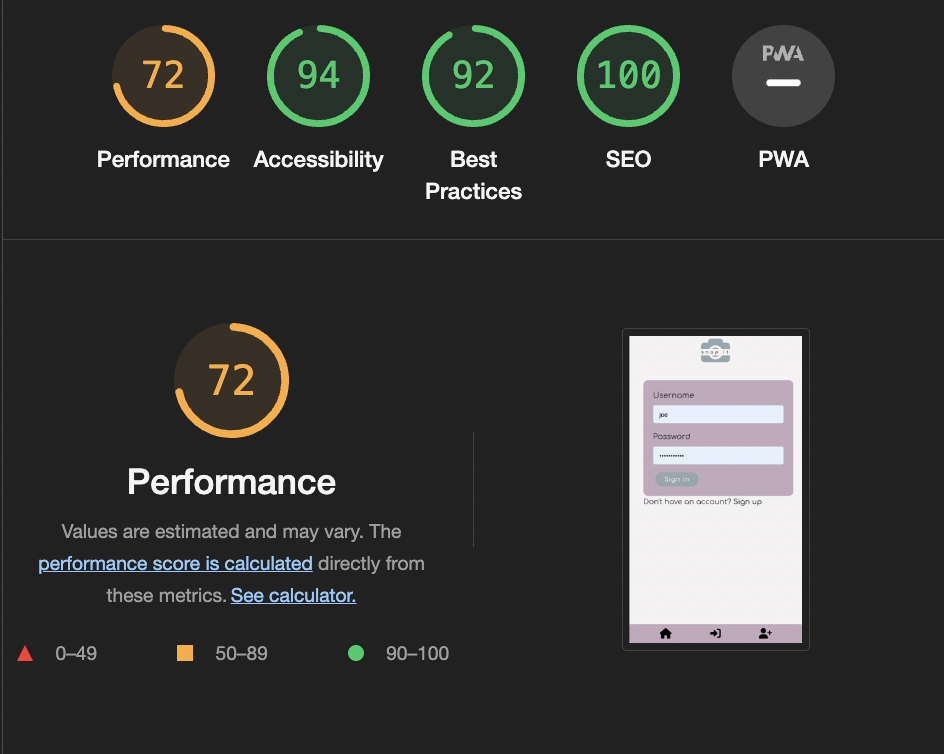 72
94
92
100
PWA
Performance
Accessibility
Best
Practices
SEO
PWA
72
Performance
Values are estimated and may vary. The
performance score is calculated directly from
these metrics. See calculator.
0–49
50–89
90–100
snap it
Username
joe
Password
Sign in
Don't have an account? Sign up